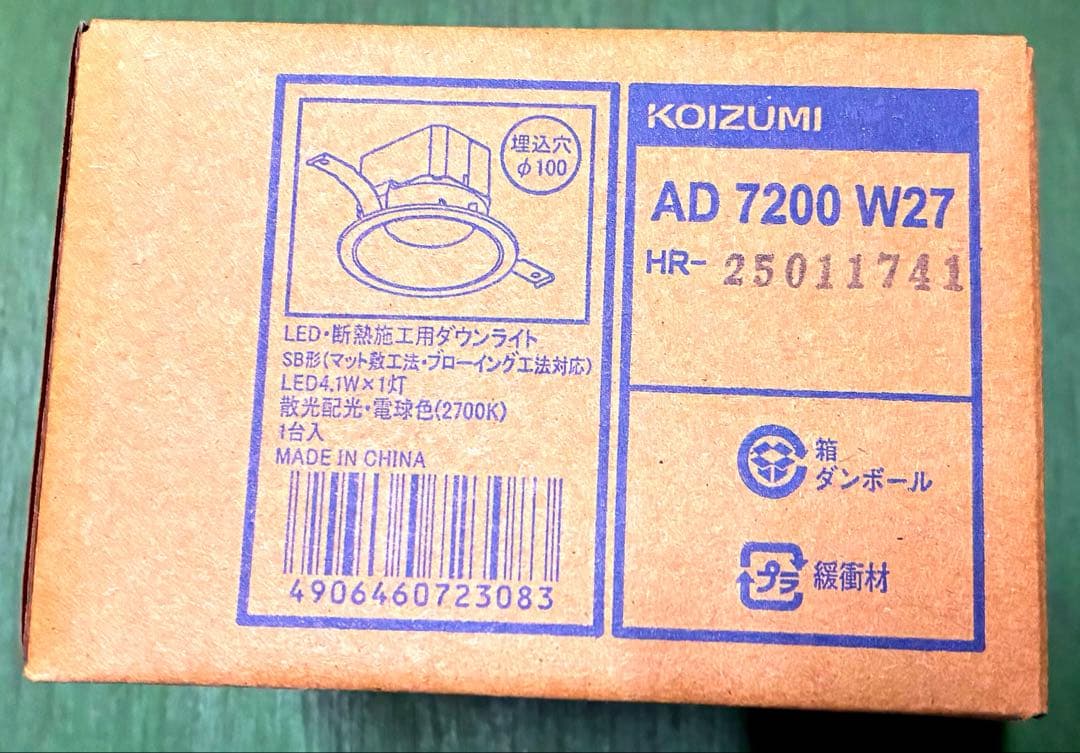 埋込穴
φ100
LED・断熱施工用ダウンライト
SB形(マット敷工法・ブローイング工法対応)
LED4.1W×1灯
散光配光・電球色(2700K)
1台入
MADE IN CHINA
4906460723083
KOIZUMI
AD 7200 W27
HR- 25011741
箱
ダンボール
プラ 緩衝材